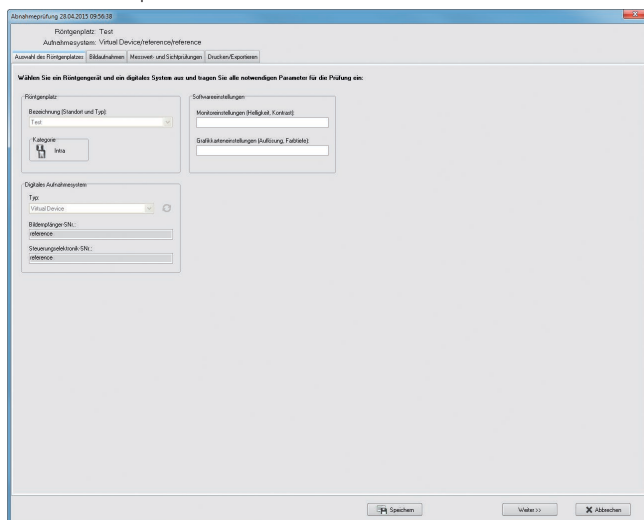 Abnahmeprüfung 28.04.2015 09:56:38
Röntgenplatz: Test
Aufnahmesystem: Virtual Device/reference/reference
Auswahl des Röntgenplatzes Bildaufnahmen Messwert- und Sichtprüfungen Drucken/Exportieren
Wählen Sie ein Röntgengerät und ein digitales System aus und tragen Sie alle notwendigen Parameter für die Prüfung ein:
Röntgenplatz
Bezeichnung (Standort und Typ):
Test
Kategorie
Intra
Softwareeinstellungen
Monitoreinstellungen (Helligkeit, Kontrast):
Grafikkarteneinstellungen (Auflösung, Farbtiefe):
Digitales Aufnahmesystem
Typ:
Virtual Device
Bildempfänger-SNr.:
reference
Steuerungselektronik-SNr.:
reference
Speichern Weiter >> Abbrechen